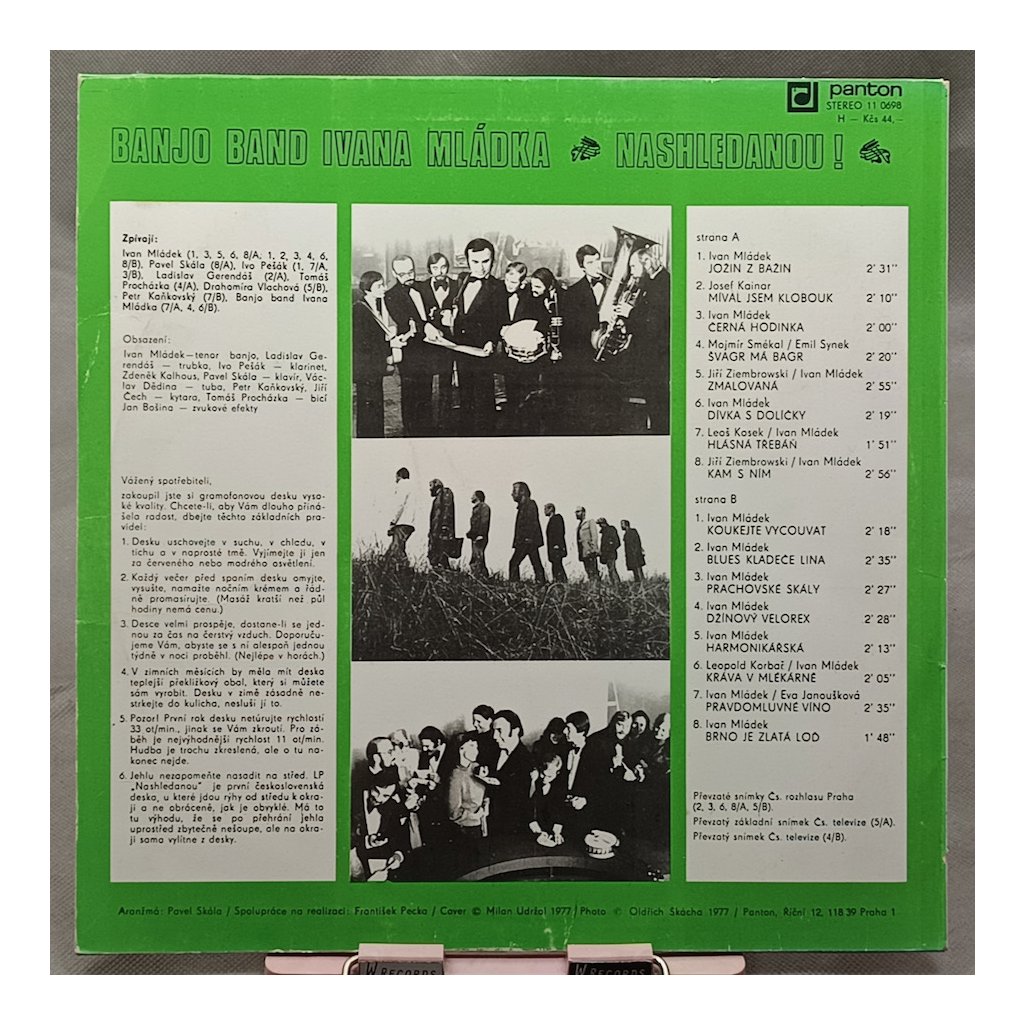 panton
STEREO 11 0698
H — Kčs 44,—
BANJO BAND IVANA MLÁDKA NASHLEDANOU!
Zpívají:
Ivan Mládek (1, 3, 5, 6, 8/A; 1, 2, 3, 4, 6,
8/B), Pavel Skála (8/A), Ivo Pešák (1, 7/A,
3/B), Ladislav Gerendáš (2/A), Tomáš
Procházka (4/A), Drahomíra Vlachová (5/B),
Petr Kaňkovský (7/B), Banjo band Ivana
Mládka (7/A, 4, 6/B).
Obsazení:
Ivan Mládek—tenor banjo, Ladislav Ge-
rendáš — trubka, Ivo Pešák — klarinet,
Zdeněk Kalhous, Pavel Skála — klavír, Vác-
lav Dědina — tuba, Petr Kaňkovský, Jiří
Čech — kytara, Tomáš Procházka — bicí
Jan Bošina — zvukové efekty
Vážený spotřebiteli,
zakoupil jste si gramofonovou desku vyso-
ké kvality. Chcete-li, aby Vám dlouho přiná-
šela radost, dbejte těchto základních pra-
videl:
1. Desku uschovejte v suchu, v chladu, v
tichu a v naprosté tmě. Vyjímejte ji jen
za červeného nebo modrého osvětlení.
2. Každý večer před spaním desku omyjte,
vysušte, namažte nočním krémem a řád-
ně promasírujte. (Masáž kratší než půl
hodiny nemá cenu.)
3. Desce velmi prospěje, dostane-li se jed-
nou za čas na čerstvý vzduch. Doporuču-
jeme Vám, abyste se s ní alespoň jednou
týdně v noci proběhl. (Nejlépe v horách.)
4. V zimních měsících by měla mít deska
teplejší překližkový obal, který si můžete
sám vyrobit. Desku v zimě zásadně ne-
strkejte do kulicha, nesluší jí to.
5. Pozor! První rok desku netúrujte rychlostí
33 ot/min., jinak se Vám zkroutí. Pro zá-
běh je nejvýhodnější rychlost 11 ot/min.
Hudba je trochu zkreslená, ale o tu na-
konec nejde.
6. Jehlu nezapomeňte nasadit na střed. LP
„Nashledanou" je první československá
deska, u které jdou rýhy od středu k okra-
ji a ne obráceně, jak je obvyklé. Má to
tu výhodu, že se po přehrání jehla
uprostřed zbytečně nešoupe, ale na okra-
ji sama vylítne z desky.
strana A
1. Ivan Mládek
JOŽIN Z BAŽIN 2' 31"
2. Josef Kainar
MÍVAL JSEM KLOBOUK 2' 10"
3. Ivan Mládek
ČERNÁ HODINKA 2' 00"
4. Mojmír Smékal / Emil Synek
ŠVAGR MÁ BAGR 2' 20"
5. Jiří Ziembrowski / Ivan Mládek
ZMALOVANÁ 2' 55"
6. Ivan Mládek
DÍVKA S DOLÍČKY 2' 19"
7. Leoš Kosek / Ivan Mládek
HLÁSNÁ TREBÁŇ 1' 51"
8. Jiří Ziembrowski / Ivan Mládek
KAM S NÍM 2' 56"
strana B
1. Ivan Mládek
KOUKEJTE VYCOUVAT 2' 18"
2. Ivan Mládek
BLUES KLADEČE LINA 2' 35"
3. Ivan Mládek
PRACHOVSKÉ SKÁLY 2' 27"
4. Ivan Mládek
DŽÍNOVÝ VELOREX 2' 28"
5. Ivan Mládek
HARMONIKÁŘSKÁ 2' 13"
6. Leopold Korbař / Ivan Mládek
KRÁVA V MLÉKÁRNĚ 2' 05"
7. Ivan Mládek / Eva Janoušková
PRAVDOMLUVNÉ VÍNO 2' 35"
8. Ivan Mládek
BRNO JE ZLATÁ LOĎ 1' 48"
Převzaté snímky Čs. rozhlasu Praha
(2, 3, 6, 8/A, 5/B).
Převzatý základní snímek Čs. televize (5/A).
Převzatý snímek Čs. televize (4/B).
Aranžmá: Pavel Skála / Spolupráce na realizaci: František Pecka / Cover © Milan Udržal 1977 / Photo © Oldřich Škácha 1977 / Panton, Říční 12, 118 39 Praha 1
W RECORDS W RECORDS